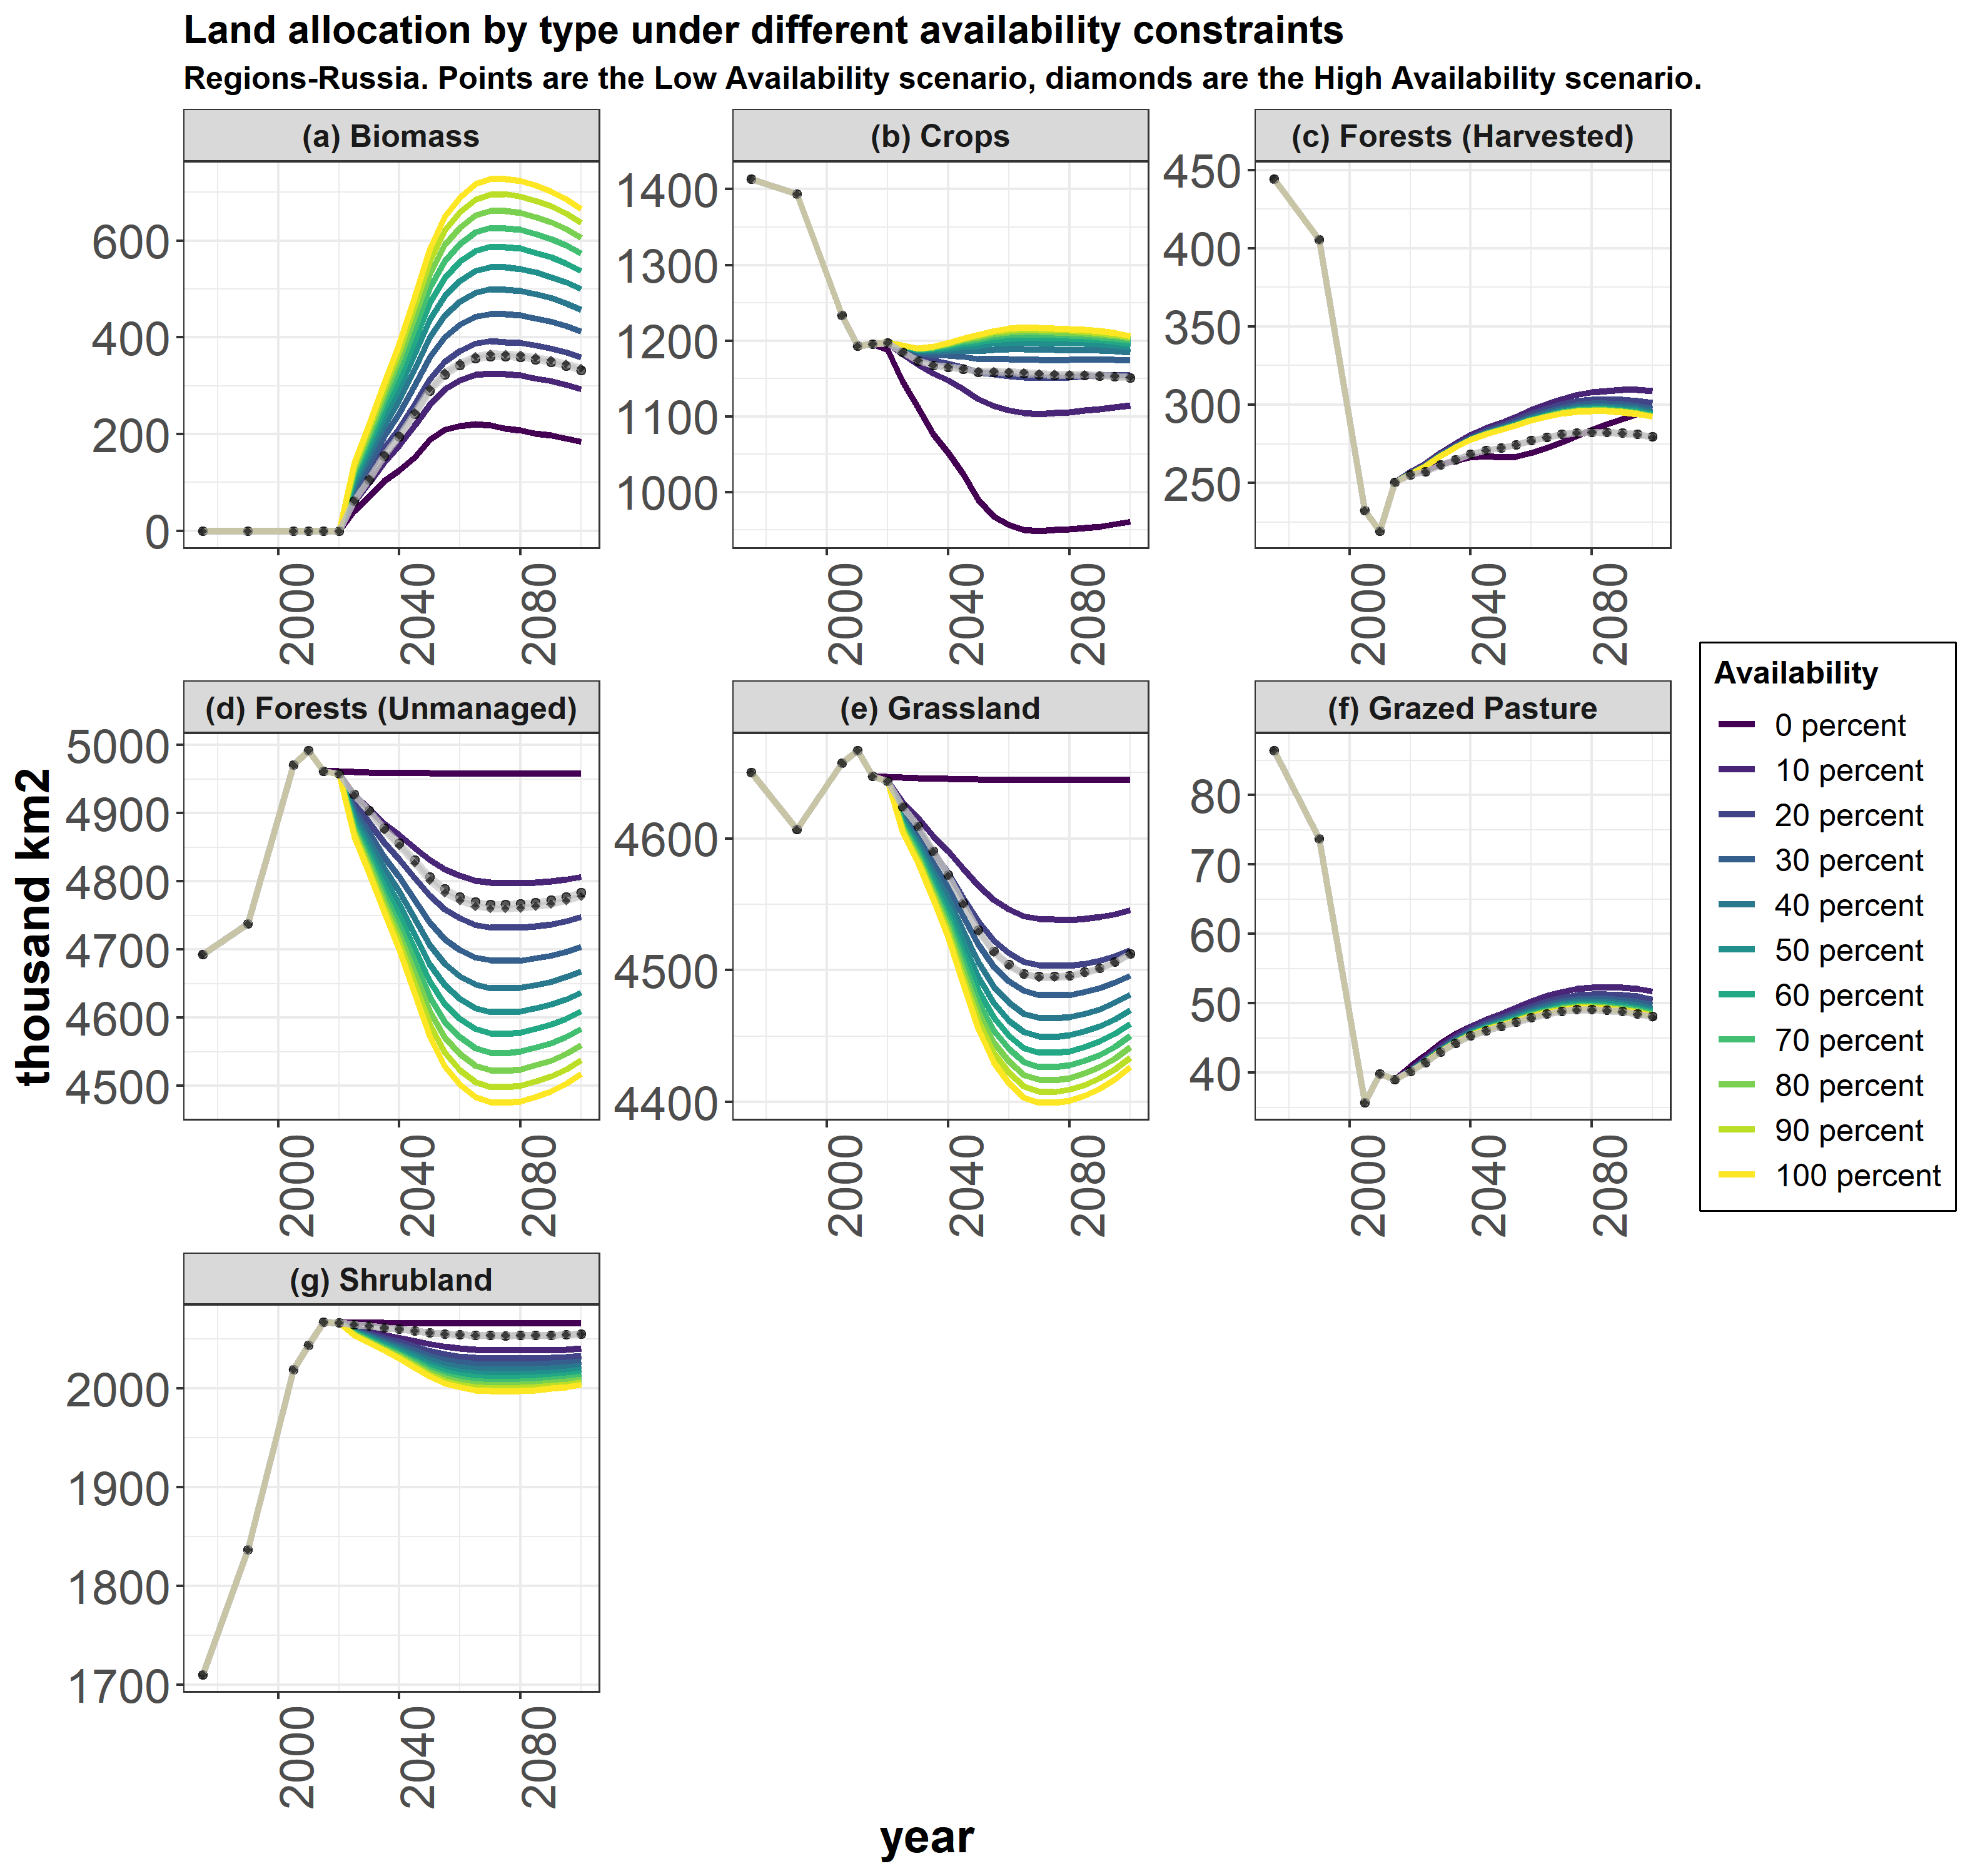 Land allocation by type under different availability constraints
Regions-Russia. Points are the Low Availability scenario, diamonds are the High Availability scenario.
(a) Biomass
(b) Crops
(c) Forests (Harvested)
600
400
200
0
1400
1300
1200
1100
1000
450
400
350
300
250
2000
2040
2080
2000
2040
2080
2000
2040
2080
thousand km2
(d) Forests (Unmanaged)
(e) Grassland
(f) Grazed Pasture
5000
4900
4800
4700
4600
4500
4600
4500
4400
80
70
60
50
40
2000
2040
2080
2000
2040
2080
2000
2040
2080
Availability
0 percent
10 percent
20 percent
30 percent
40 percent
50 percent
60 percent
70 percent
80 percent
90 percent
100 percent
(g) Shrubland
2000
1900
1800
1700
2000
2040
2080
year